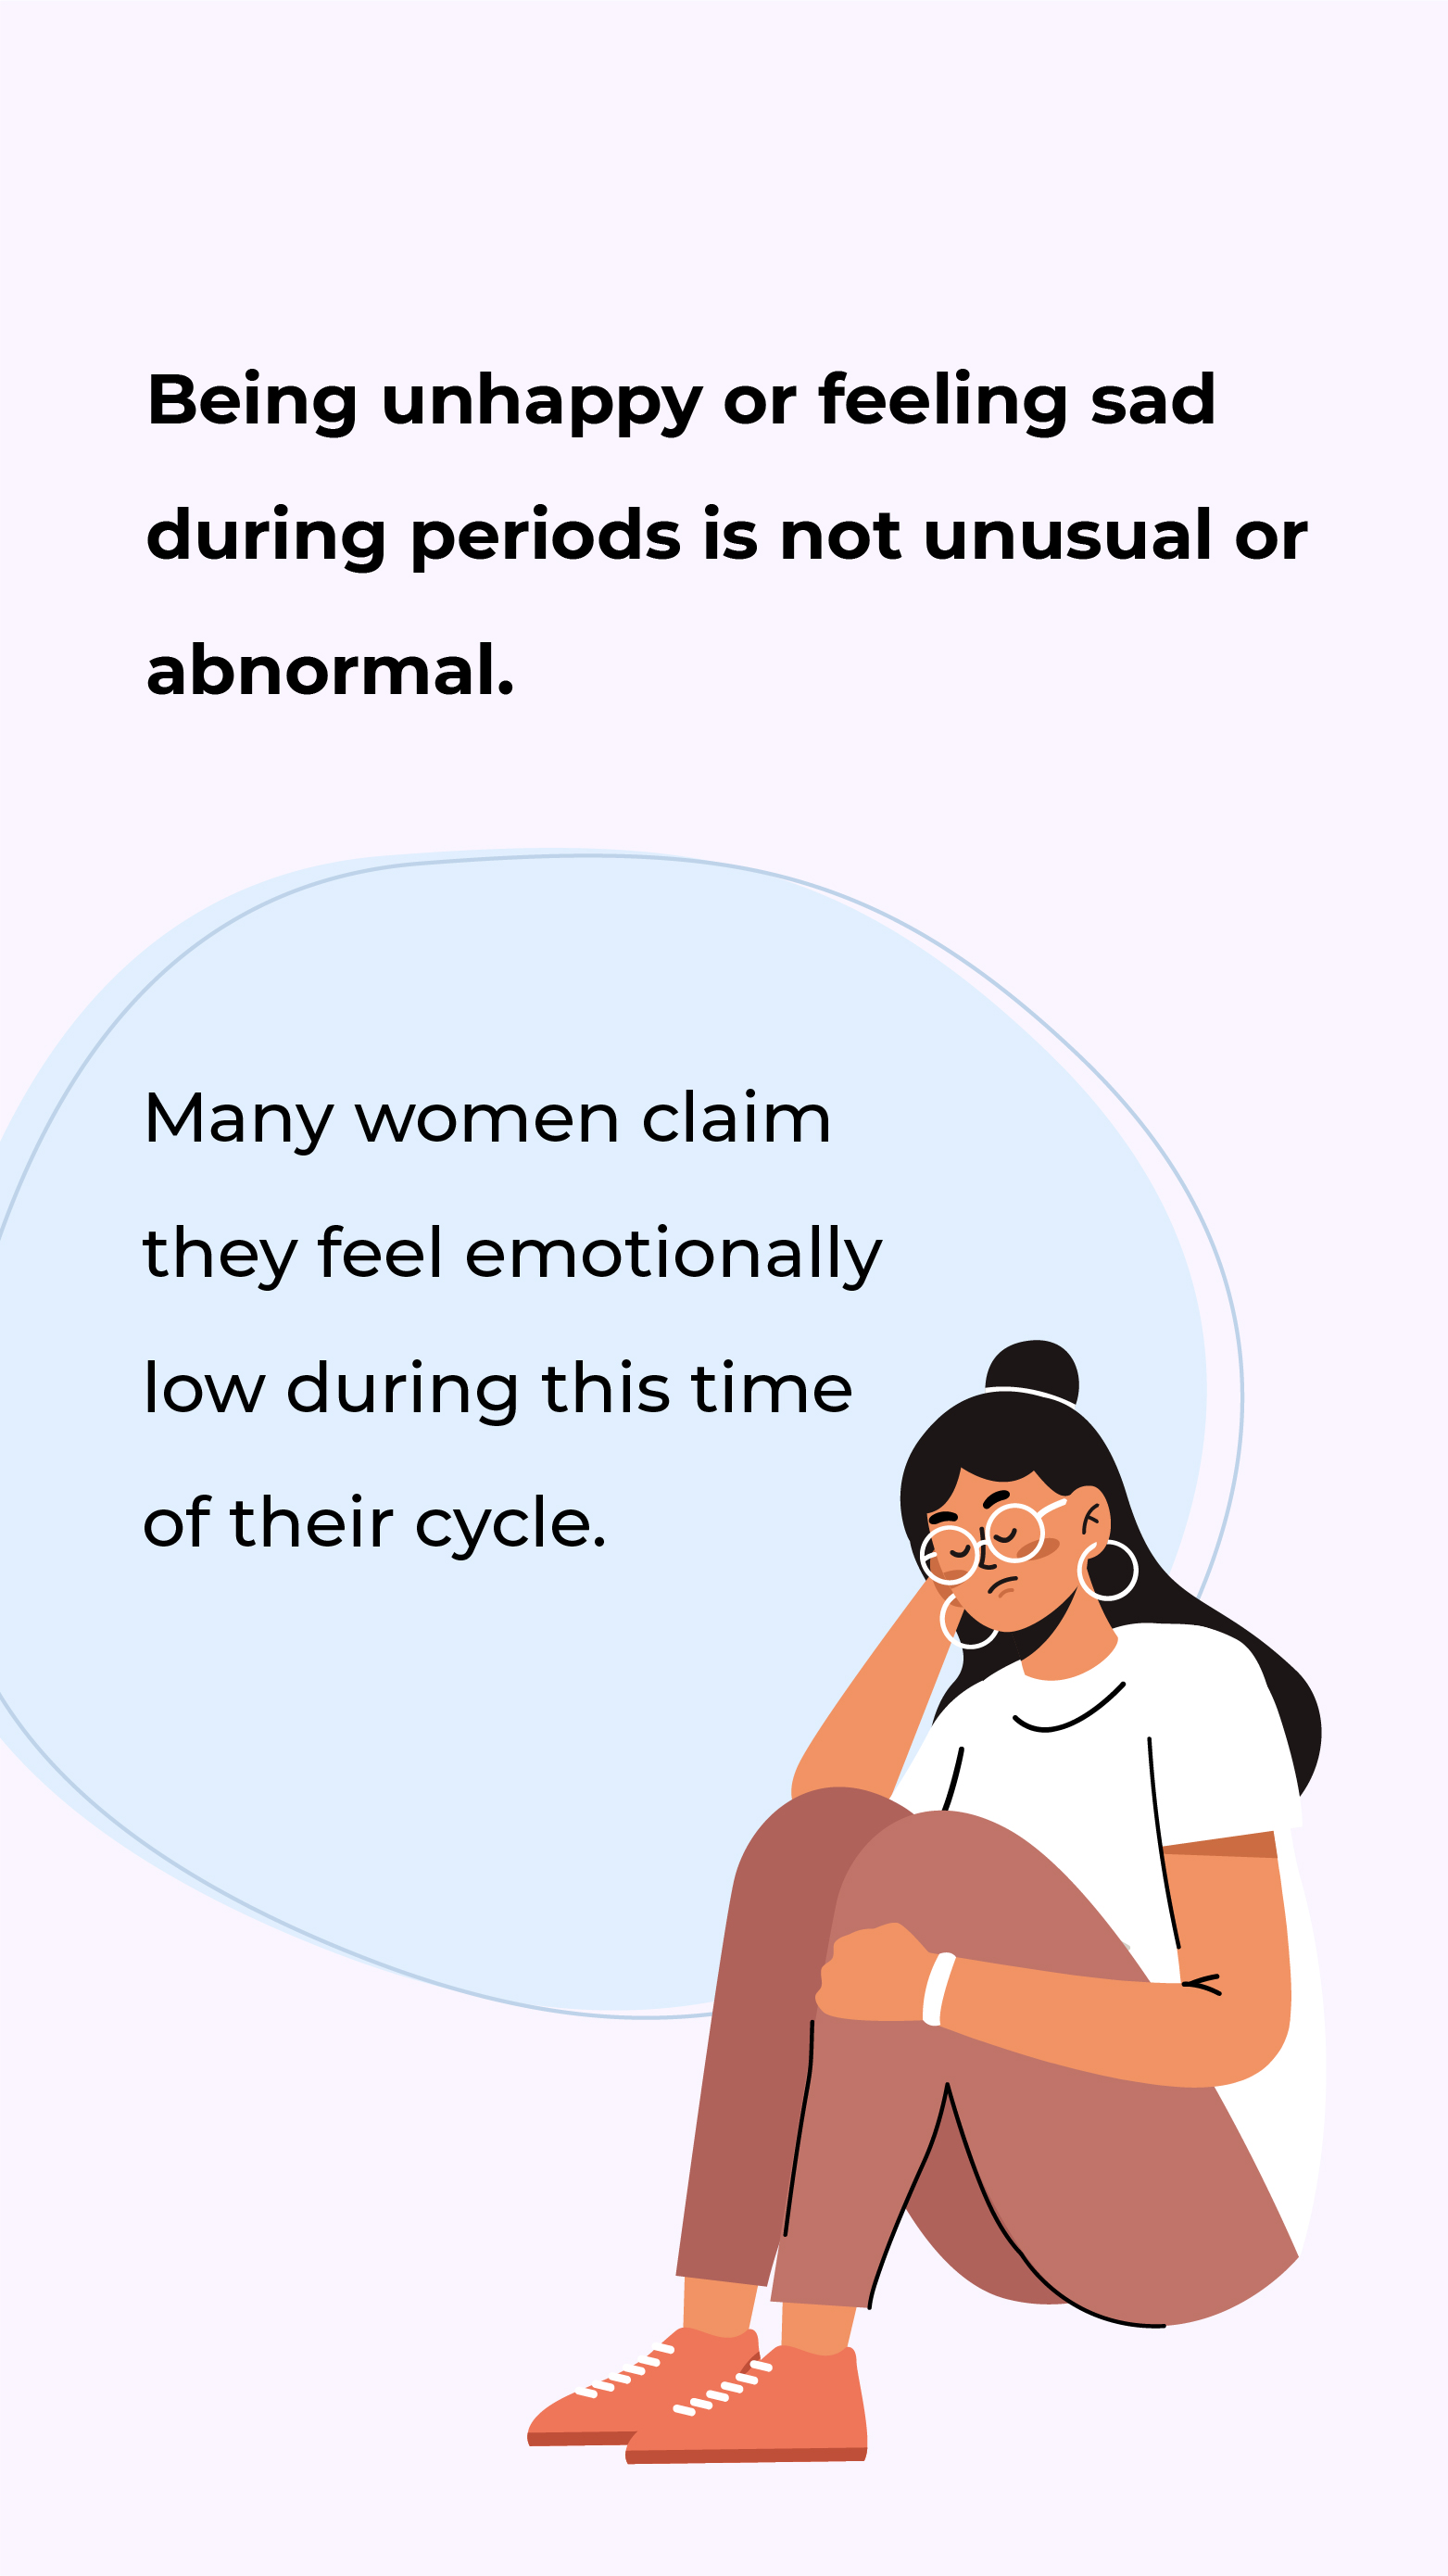 Being unhappy or feeling sad
during periods is not unusual or
abnormal.
Many women claim
they feel emotionally
low during this time
of their cycle.